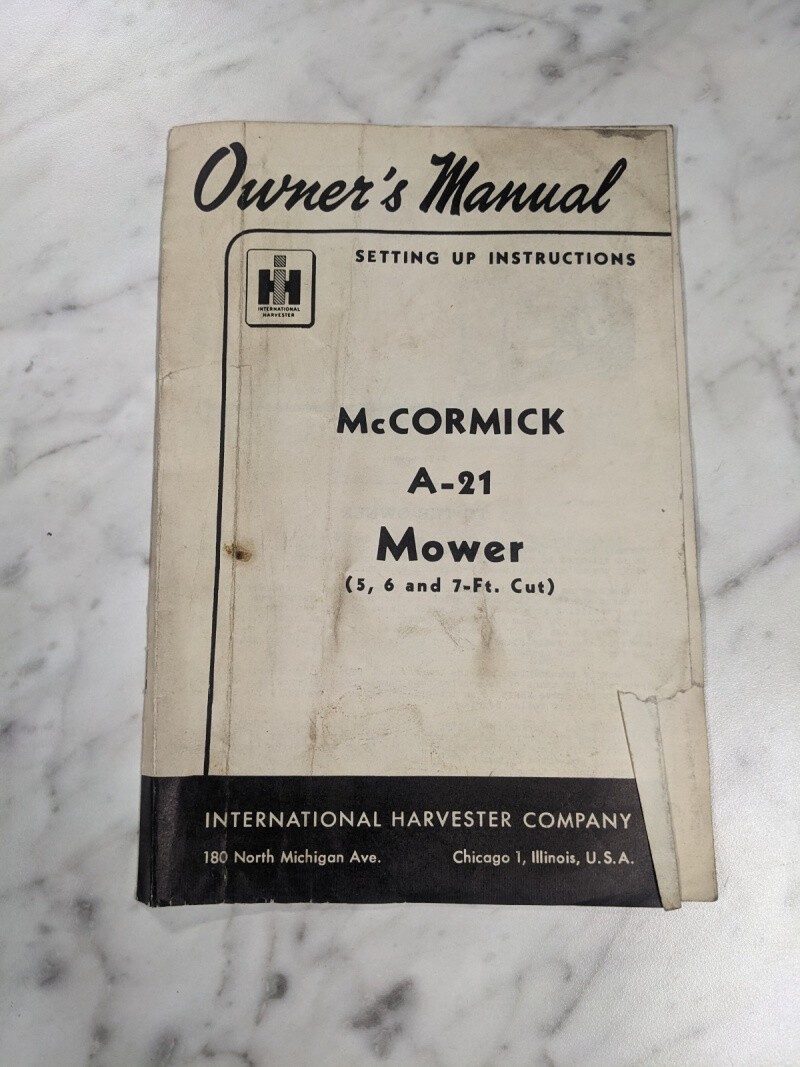 Owner's Manual
SETTING UP INSTRUCTIONS
IH
INTERNATIONAL
HARVESTER
McCORMICK
A-21
Mower
(5, 6 and 7-Ft. Cut)
INTERNATIONAL HARVESTER COMPANY
180 North Michigan Ave. Chicago 1, Illinois, U.S.A.